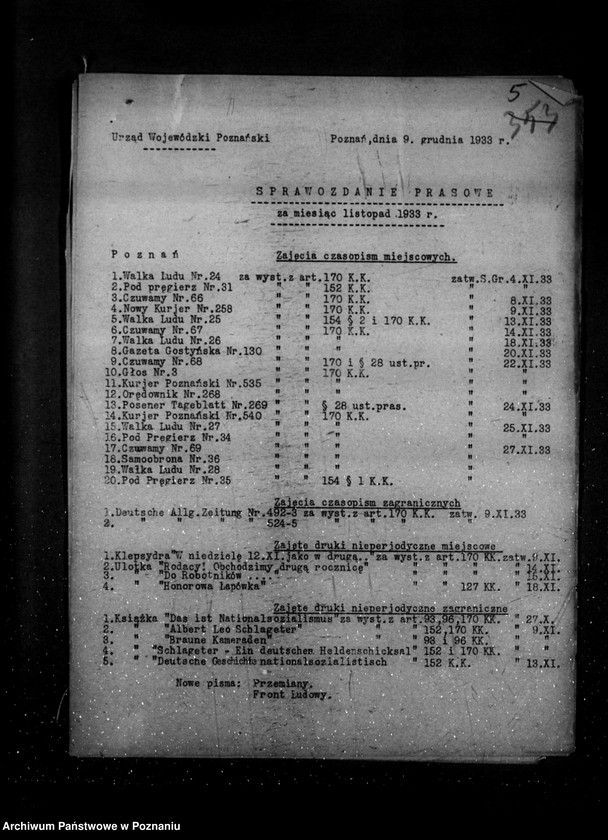 5
353
Urząd Wojewódzki Poznański Poznań,dnia 9. grudnia 1933 r.
SPRAWOZDANIE PRASOWE
za miesiąc listopad 1933 r.
Poznań Zajęcia czasopism miejscowych.
1.Walka Ludu Nr.24 za wyst.z art.170 K.K. zatw.S.Gr.4.XI.33
2.Pod pręgierz Nr.31 " " 152 K.K. " "
3.Czuwamy Nr.66 " " 170 K.K. " 8.XI.33
4.Nowy Kurjer Nr.258 " " 170 K.K. " 9.XI.33
5.Walka Ludu Nr.25 " " 154 § 2 i 170 K.K. " 13.XI.33
6.Czuwamy Nr.67 " " 170 K.K. " 14.XI.33
7.Walka Ludu Nr.26 " " " " 18.XI.33
8.Gazeta Gostyńska Nr.130 " " " " 20.XI.33
9.Czuwamy Nr.68 " " 170 i § 28 ust.pr. " 22.XI.33
10.Głos Nr.3 " " 170 K.K. " "
11.Kurjer Poznański Nr.535 " " " " "
12.Orędownik Nr.268 " " " " "
13.Posener Tageblatt Nr.269 " " § 28 ust.pras. " 24.XI.33
14.Kurjer Poznański Nr.540 " " 170 K.K. " "
15.Walka Ludu Nr.27 " " " " 25.XI.33
16.Pod Pręgierz Nr.34 " " " " "
17.Czuwamy Nr.69 " " " " 27.XI.33
18.Samoobrona Nr.36 " " " " "
19.Walka Ludu Nr.28 " " " " "
20.Pod Pręgierz Nr.35 " " 154 § 1 K.K. " "
Zajęcia czasopism zagranicznych
1.Deutsche Allg.Zeitung Nr.492-3 za wyst.z art.170 K.K. zatw. 9.XI.33
2. " " " 524-5 " " " " "
Zajęte druki nieperjodyczne miejscowe
1.Klepsydra"W niedzielę 12.XI.jako w drugą.." za wyst.z art.170 KK.zatw.9.XI.
2.Ulotka "Rodacy! Obchodzimy drugą rocznicę" " " " " " 14.XI.
3. " "Do Robotników .... " " " " " 16.XI.
4. " "Honorowa Łapówka" " " 127 KK. " 18.XI.
Zajęte druki nieperjodyczne zagraniczne
1.Książka "Das ist Nationalsozialismus"za wyst.z art.93,96,170 KK. " 27.X.
2. " "Albert Leo Schlageter" " " 152,170 KK. " 9.XI.
3. " "Braune Kameraden" " " 93 i 96 KK. " "
4. " "Schlageter - Ein deutschen Heldenschicksal" 152 i 170 KK. " "
5. " "Deutsche Geschichte nationalsozialistisch " 152 K.K. " 13.XI.
Nowe pisma: Przemiany,
Front Ludowy.
Archiwum Państwowe w Poznaniu